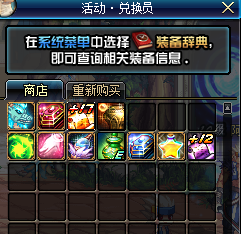 活动·兑换员
在系统菜单中选择 装备辞典,
即可查询相关装备信息.
商店 重新购买
+12